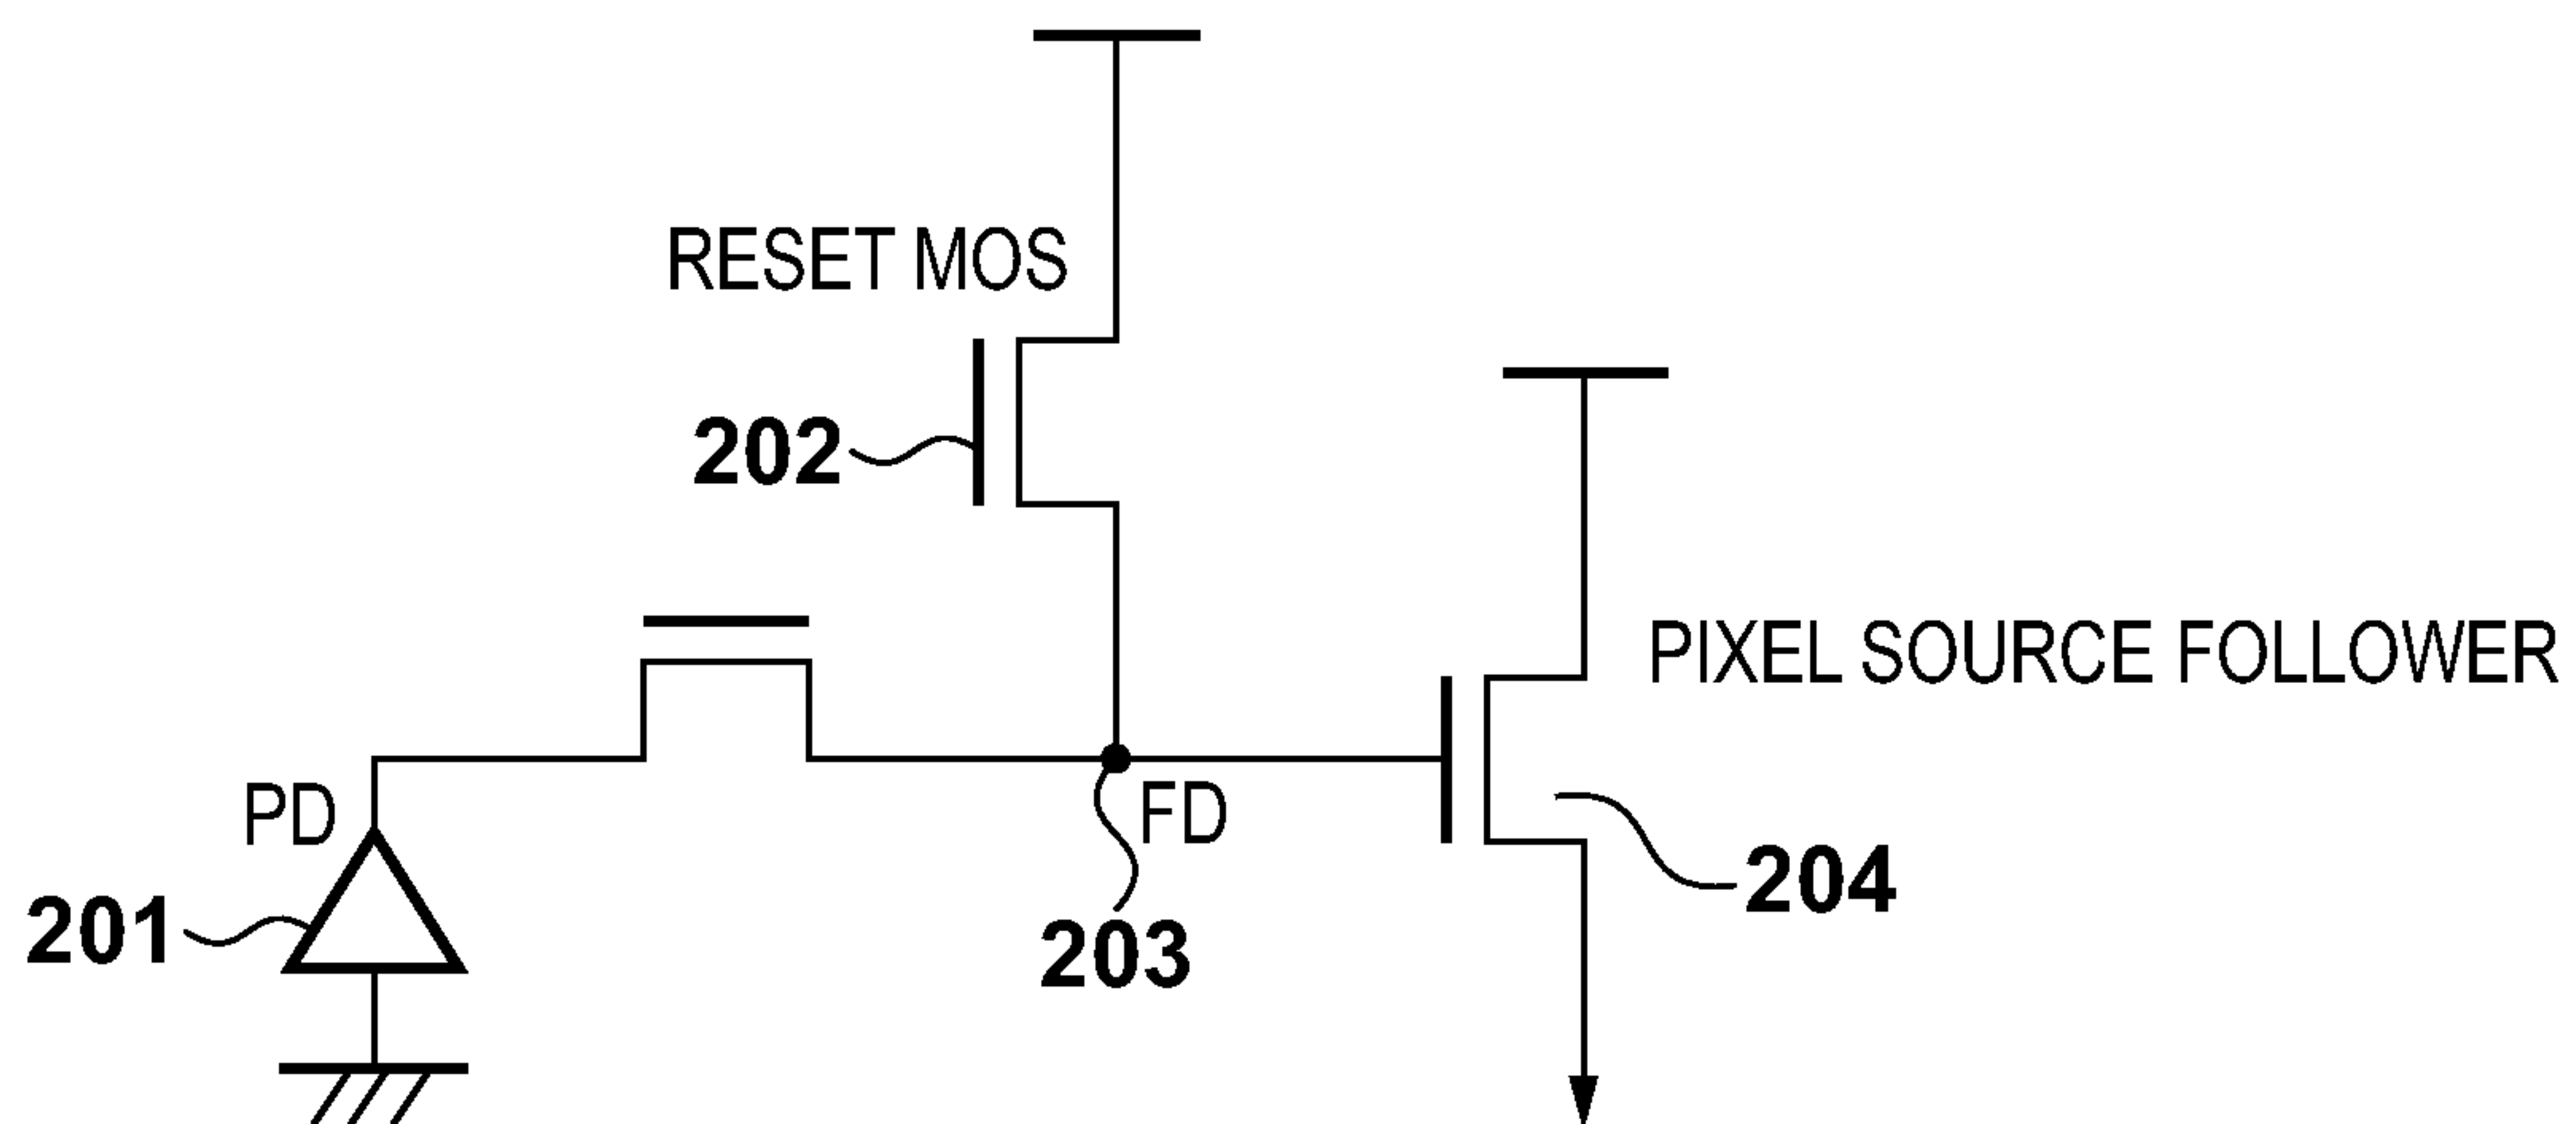 RESET MOS
202
PIXEL SOURCE FOLLOWER
PD
FD
204
201
203